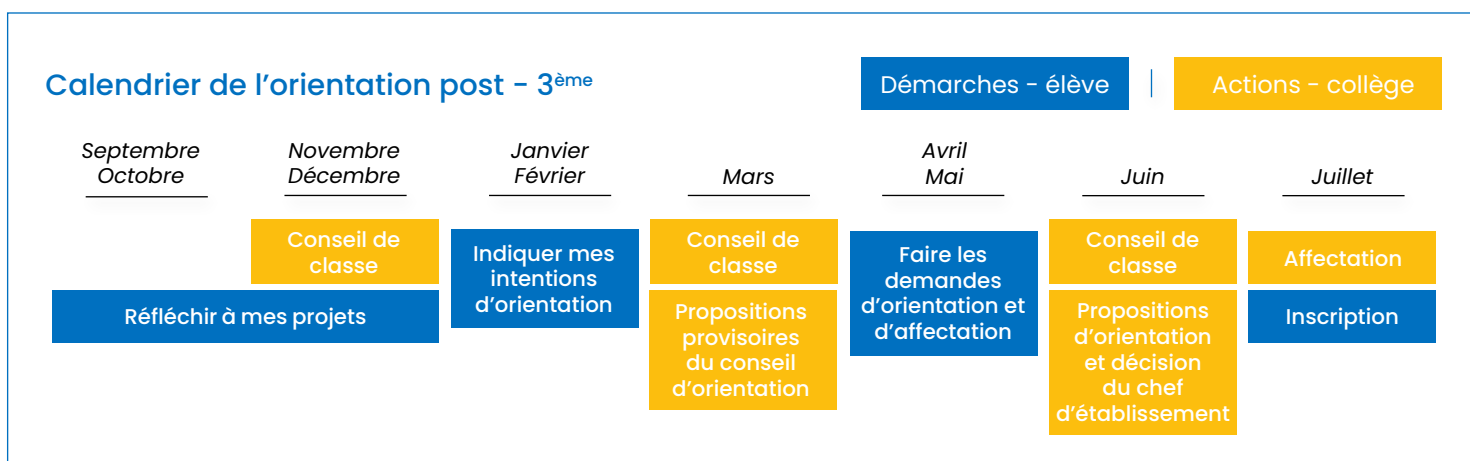 Calendrier de l'orientation post - 3ème
Démarches - élève
Actions - collège
Septembre
Octobre
Novembre
Décembre
Janvier
Février
Mars
Avril
Mai
Juin
Juillet
Conseil de
classe
Réfléchir à mes projets
Indiquer mes
intentions
d'orientation
Conseil de
classe
Propositions
provisoires
du conseil
d'orientation
Faire les
demandes
d'orientation et
d'affectation
Conseil de
classe
Propositions
d'orientation
et décision
du chef
d'établissement
Affectation
Inscription